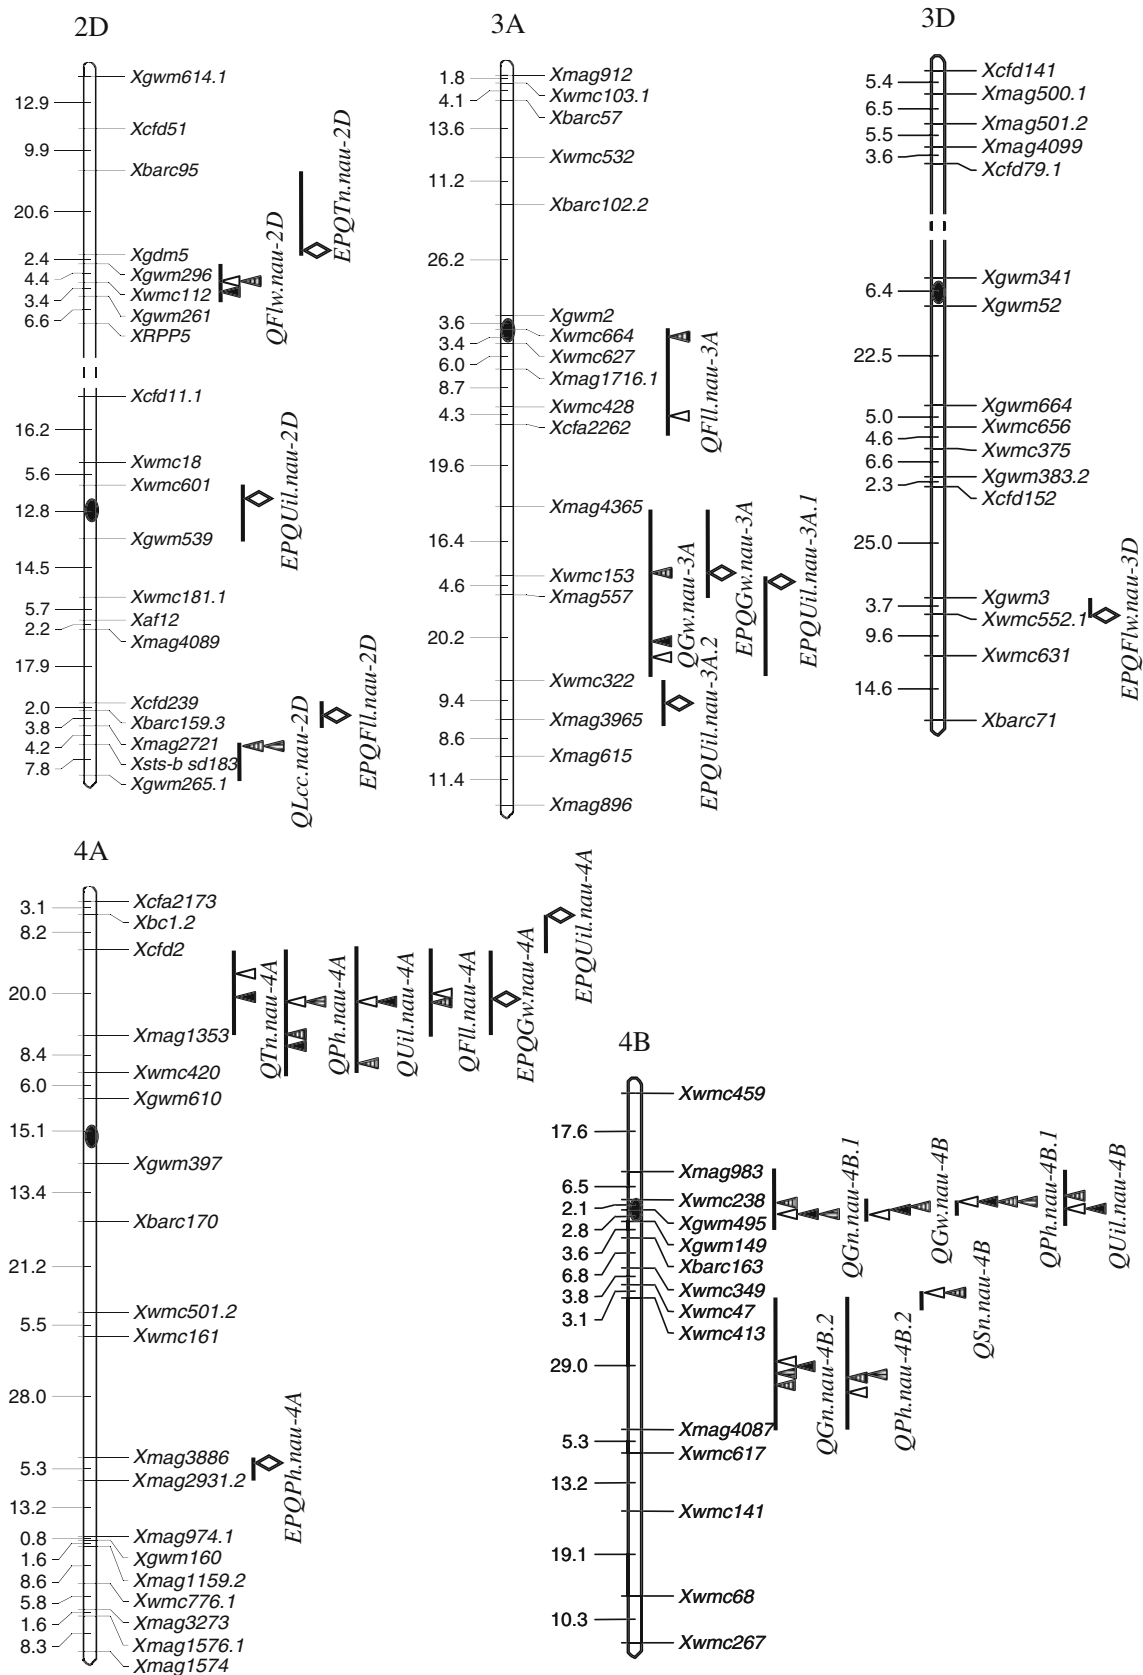 2D
Xgwm614.1
12.9
Xcfd51
9.9
Xbarc95
20.6
Xgdm5
2.4
Xgwm296
4.4
Xwmc112
3.4
Xgwm261
6.6
XRPP5
Xcfd11.1
16.2
Xwmc18
5.6
Xwmc601
12.8
Xgwm539
14.5
Xwmc181.1
5.7
Xaf12
2.2
Xmag4089
17.9
Xcfd239
2.0
Xbarc159.3
3.8
Xmag2721
4.2
Xsts-b sd183
7.8
Xgwm265.1
QFlw.nau-2D
EPQTn.nau-2D
EPQUil.nau-2D
QLcc.nau-2D
EPQFll.nau-2D
3A
Xmag912
1.8
Xwmc103.1
4.1
Xbarc57
13.6
Xwmc532
11.2
Xbarc102.2
26.2
Xgwm2
3.6
Xwmc664
3.4
Xwmc627
6.0
Xmag1716.1
8.7
Xwmc428
4.3
Xcfa2262
19.6
Xmag4365
16.4
Xwmc153
4.6
Xmag557
20.2
Xwmc322
9.4
Xmag3965
8.6
Xmag615
11.4
Xmag896
QFll.nau-3A
QGw.nau-3A
EPQGw.nau-3A
EPQUil.nau-3A.1
EPQUil.nau-3A.2
3D
Xcfd141
5.4
Xmag500.1
6.5
Xmag501.2
5.5
Xmag4099
3.6
Xcfd79.1
Xgwm341
6.4
Xgwm52
22.5
Xgwm664
5.0
Xwmc656
4.6
Xwmc375
6.6
Xgwm383.2
2.3
Xcfd152
25.0
Xgwm3
3.7
Xwmc552.1
9.6
Xwmc631
14.6
Xbarc71
EPQFlw.nau-3D
4A
Xcfa2173
3.1
Xbc1.2
8.2
Xcfd2
20.0
Xmag1353
8.4
Xwmc420
6.0
Xgwm610
15.1
Xgwm397
13.4
Xbarc170
21.2
Xwmc501.2
5.5
Xwmc161
28.0
Xmag3886
5.3
Xmag2931.2
13.2
Xmag974.1
0.8
Xgwm160
1.6
Xmag1159.2
8.6
Xwmc776.1
5.8
Xmag3273
1.6
Xmag1576.1
8.3
Xmag1574
QTn.nau-4A
QPh.nau-4A
QUil.nau-4A
QFll.nau-4A
EPQGw.nau-4A
EPQUil.nau-4A
EPQPh.nau-4A
4B
Xwmc459
17.6
Xmag983
6.5
Xwmc238
2.1
Xgwm495
2.8
Xgwm149
3.6
Xbarc163
6.8
Xwmc349
3.8
Xwmc47
3.1
Xwmc413
29.0
Xmag4087
5.3
Xwmc617
13.2
Xwmc141
19.1
Xwmc68
10.3
Xwmc267
QGn.nau-4B.1
QGw.nau-4B
QPh.nau-4B.1
QUil.nau-4B
QSn.nau-4B
QGn.nau-4B.2
QPh.nau-4B.2